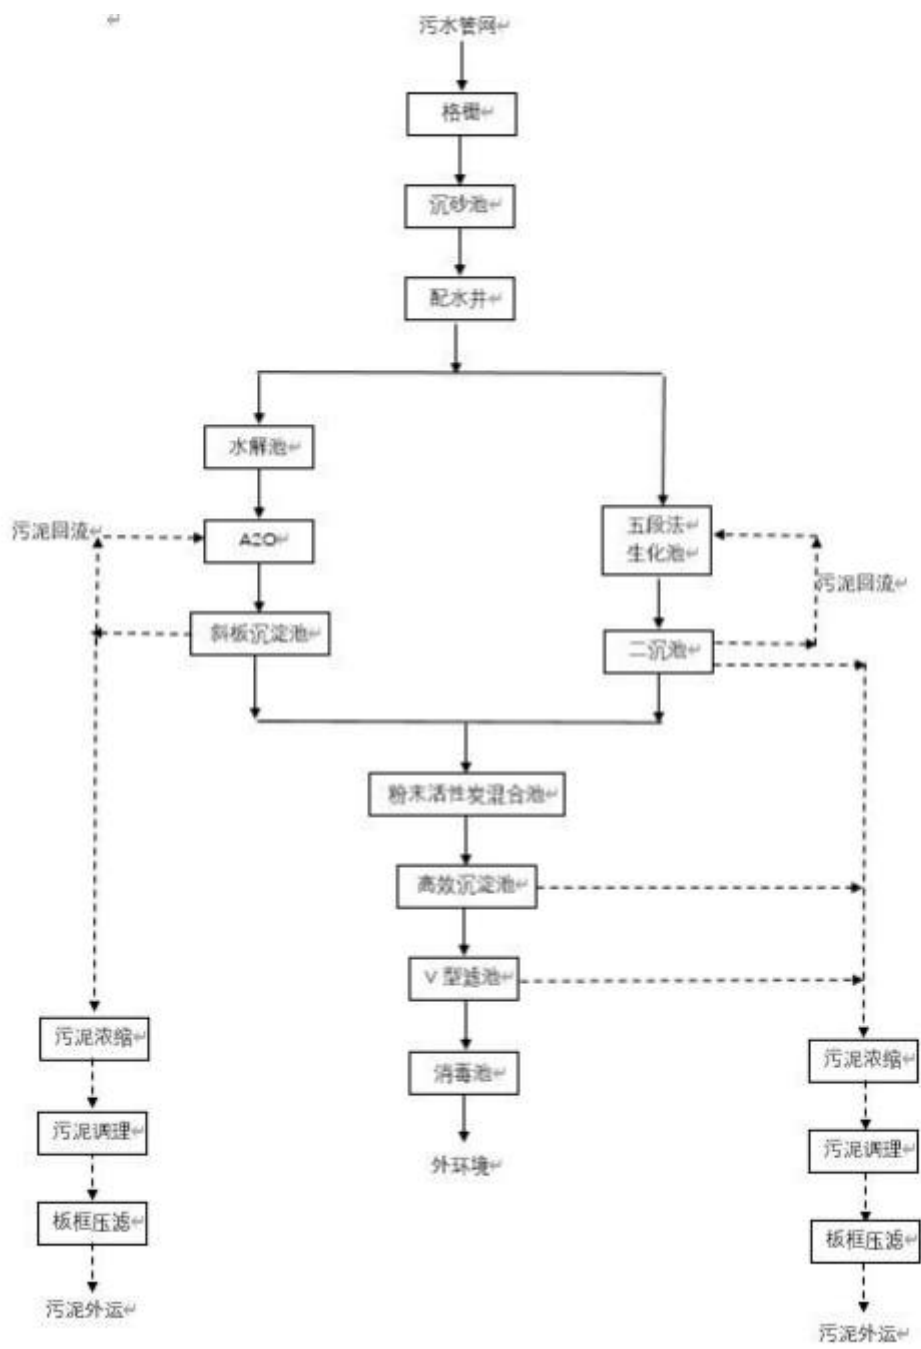 污水管网
格栅
沉砂池
配水井
水解池
污泥回流
A2O
五段法
生化池
污泥回流
斜板沉淀池
二沉池
粉末活性炭混合池
高效沉淀池
V 型滤池
污泥浓缩
消毒池
污泥浓缩
污泥调理
污泥调理
外环境
板框压滤
板框压滤
污泥外运
污泥外运